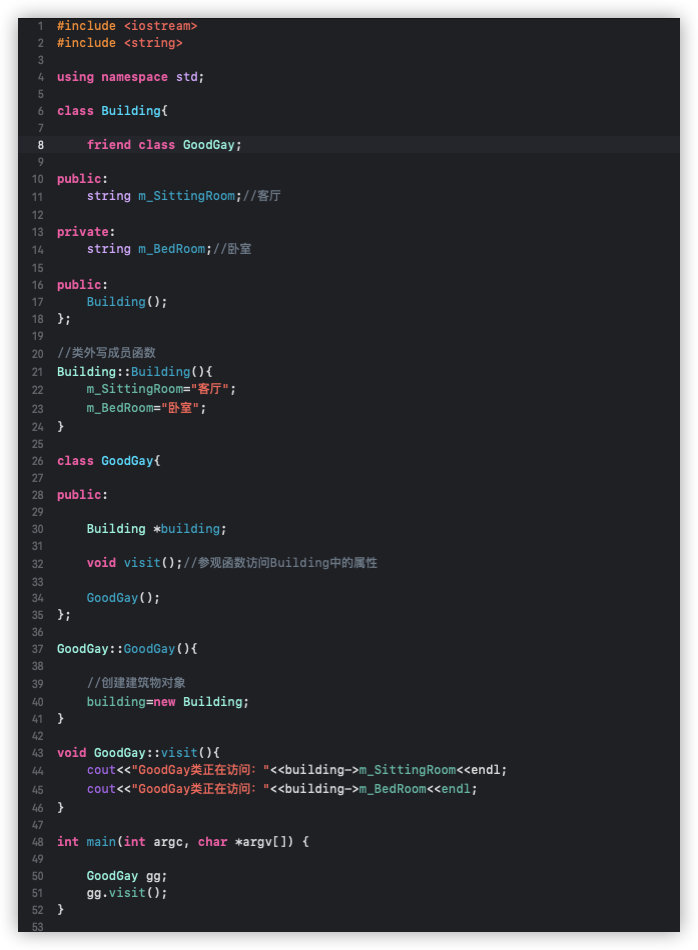 1 #include <iostream>
2 #include <string>
3
4 using namespace std;
5
6 class Building{
7
8     friend class GoodGay;
9
10 public:
11     string m_SittingRoom;//客厅
12
13 private:
14     string m_BedRoom;//卧室
15
16 public:
17     Building();
18 };
19
20 //类外写成员函数
21 Building::Building(){
22     m_SittingRoom="客厅";
23     m_BedRoom="卧室";
24 }
25
26 class GoodGay{
27
28 public:
29
30     Building *building;
31
32     void visit();//参观函数访问Building中的属性
33
34     GoodGay();
35 };
36
37 GoodGay::GoodGay(){
38
39     //创建建筑物对象
40     building=new Building;
41 }
42
43 void GoodGay::visit(){
44     cout<<"GoodGay类正在访问："<<building->m_SittingRoom<<endl;
45     cout<<"GoodGay类正在访问："<<building->m_BedRoom<<endl;
46 }
47
48 int main(int argc, char *argv[]) {
49
50     GoodGay gg;
51     gg.visit();
52 }
53